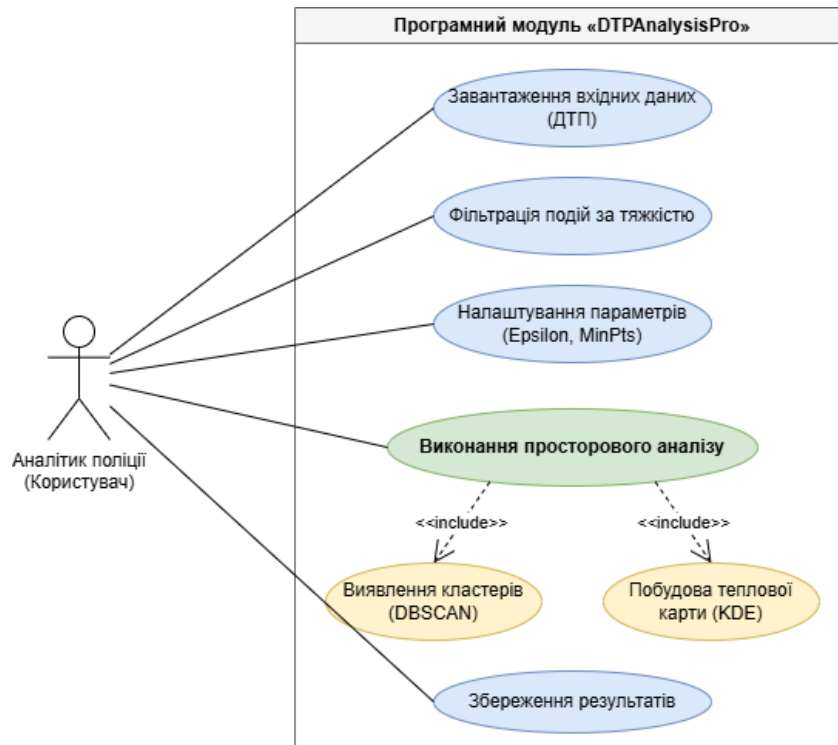 Програмний модуль «DTPAnalysisPro»
Завантаження вхідних даних
(ДТП)
Фільтрація подій за тяжкістю
Налаштування параметрів
(Epsilon, MinPts)
Аналітик поліції
(Користувач)
Виконання просторового аналізу
<<include>>
<<include>>
Виявлення кластерів
(DBSCAN)
Побудова теплової
карти (KDE)
Збереження результатів